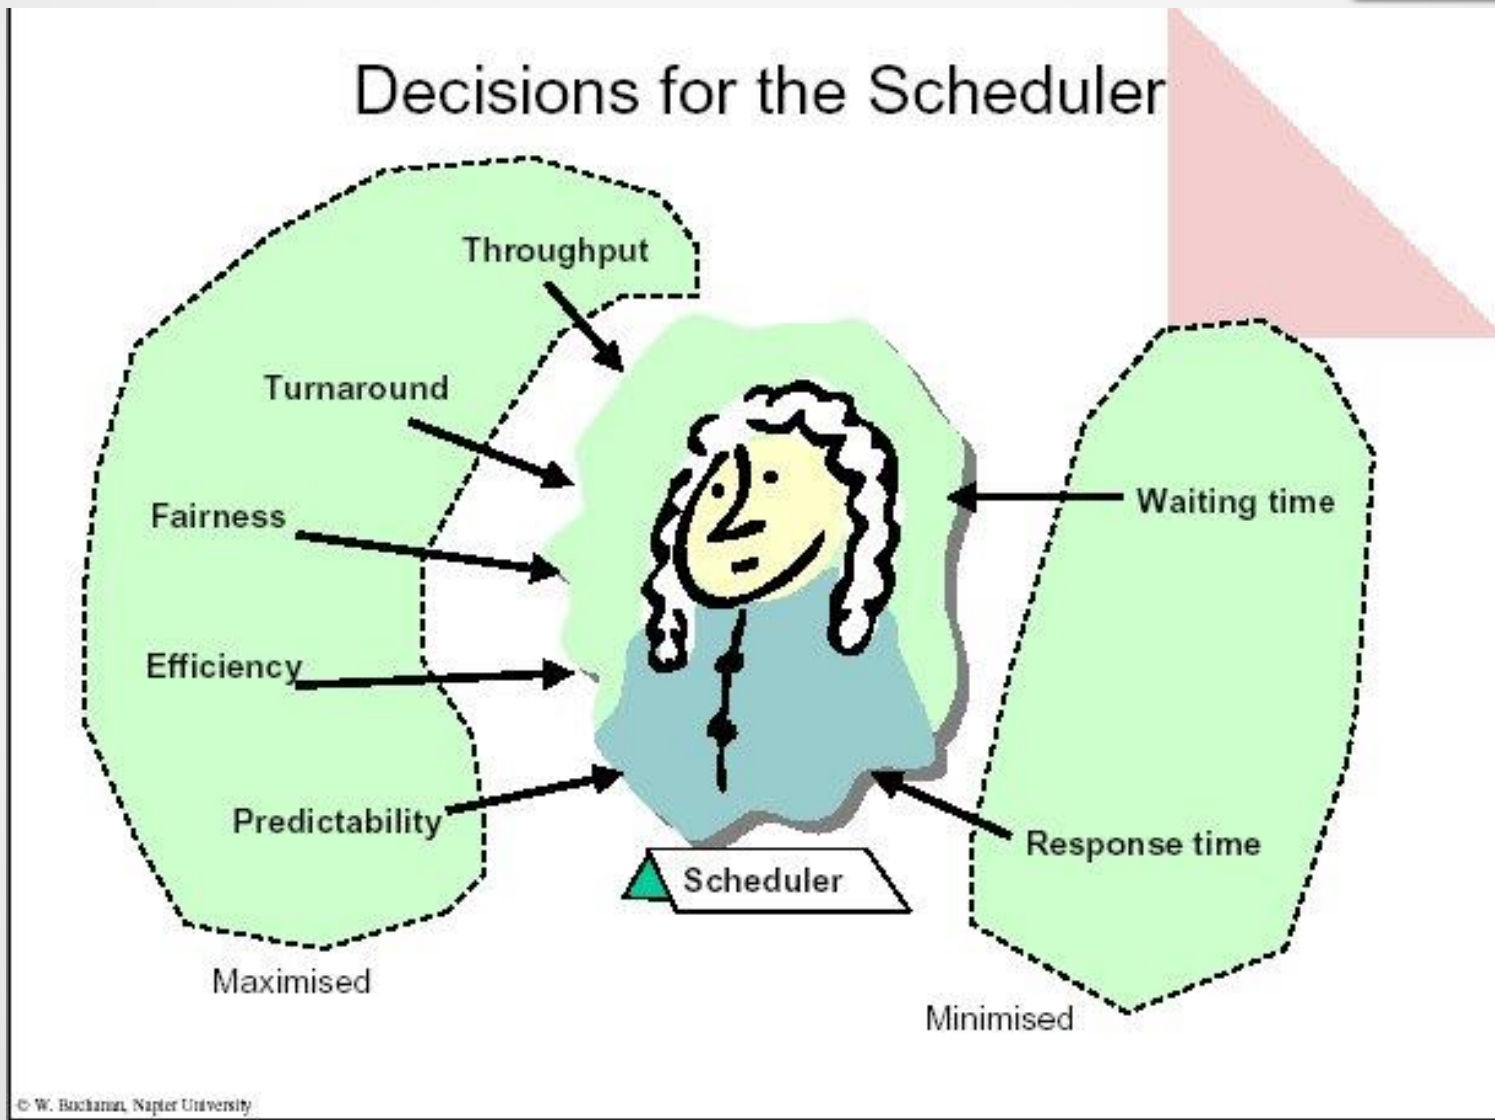 Decisions for the Scheduler
Throughput
Turnaround
Fairness
Efficiency
Predictability
Maximised
Waiting time
Response time
Minimised
Scheduler
© W. Buchanan, Napier University